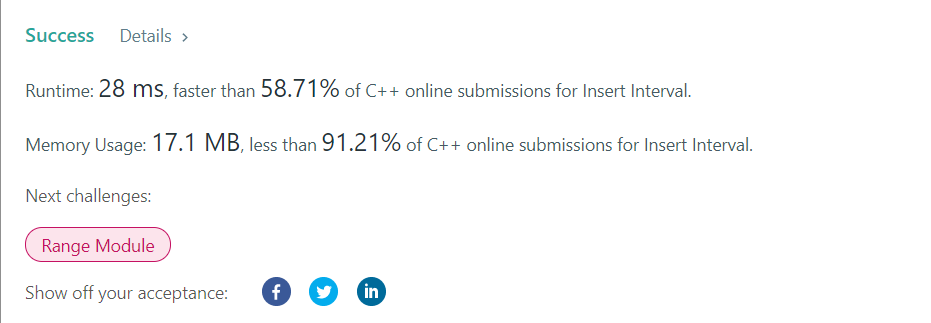 Success Details >
Runtime: 28 ms, faster than 58.71% of C++ online submissions for Insert Interval.
Memory Usage: 17.1 MB, less than 91.21% of C++ online submissions for Insert Interval.
Next challenges:
Range Module
Show off your acceptance: f in